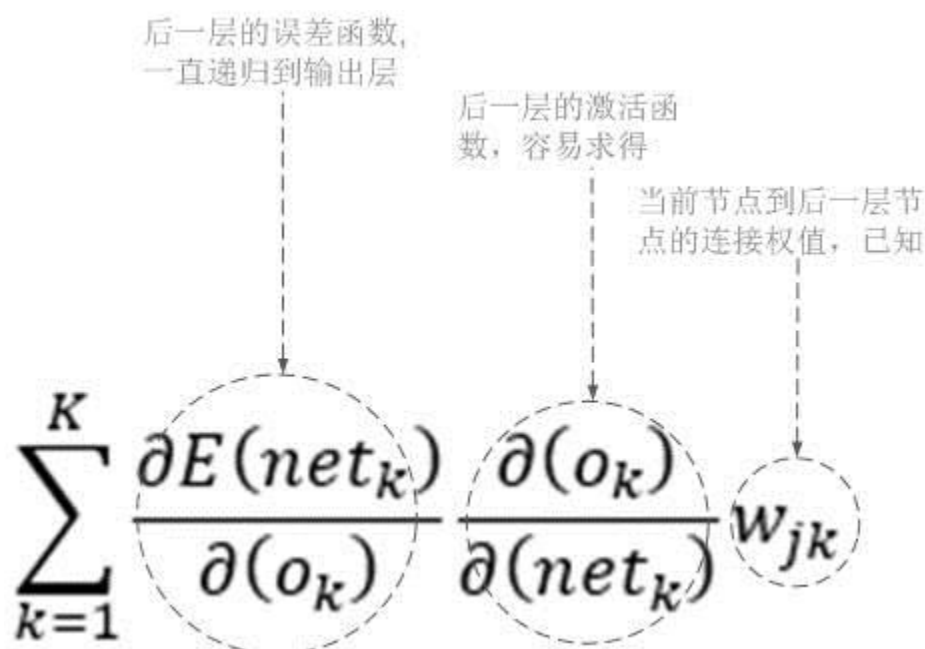 后一层的误差函数,
一直递归到输出层
后一层的激活函
数，容易求得
当前节点到后一层节
点的连接权值，已知
K
∑ ∂E(net_k)/∂(o_k) ∂(o_k)/∂(net_k) w_jk
k=1